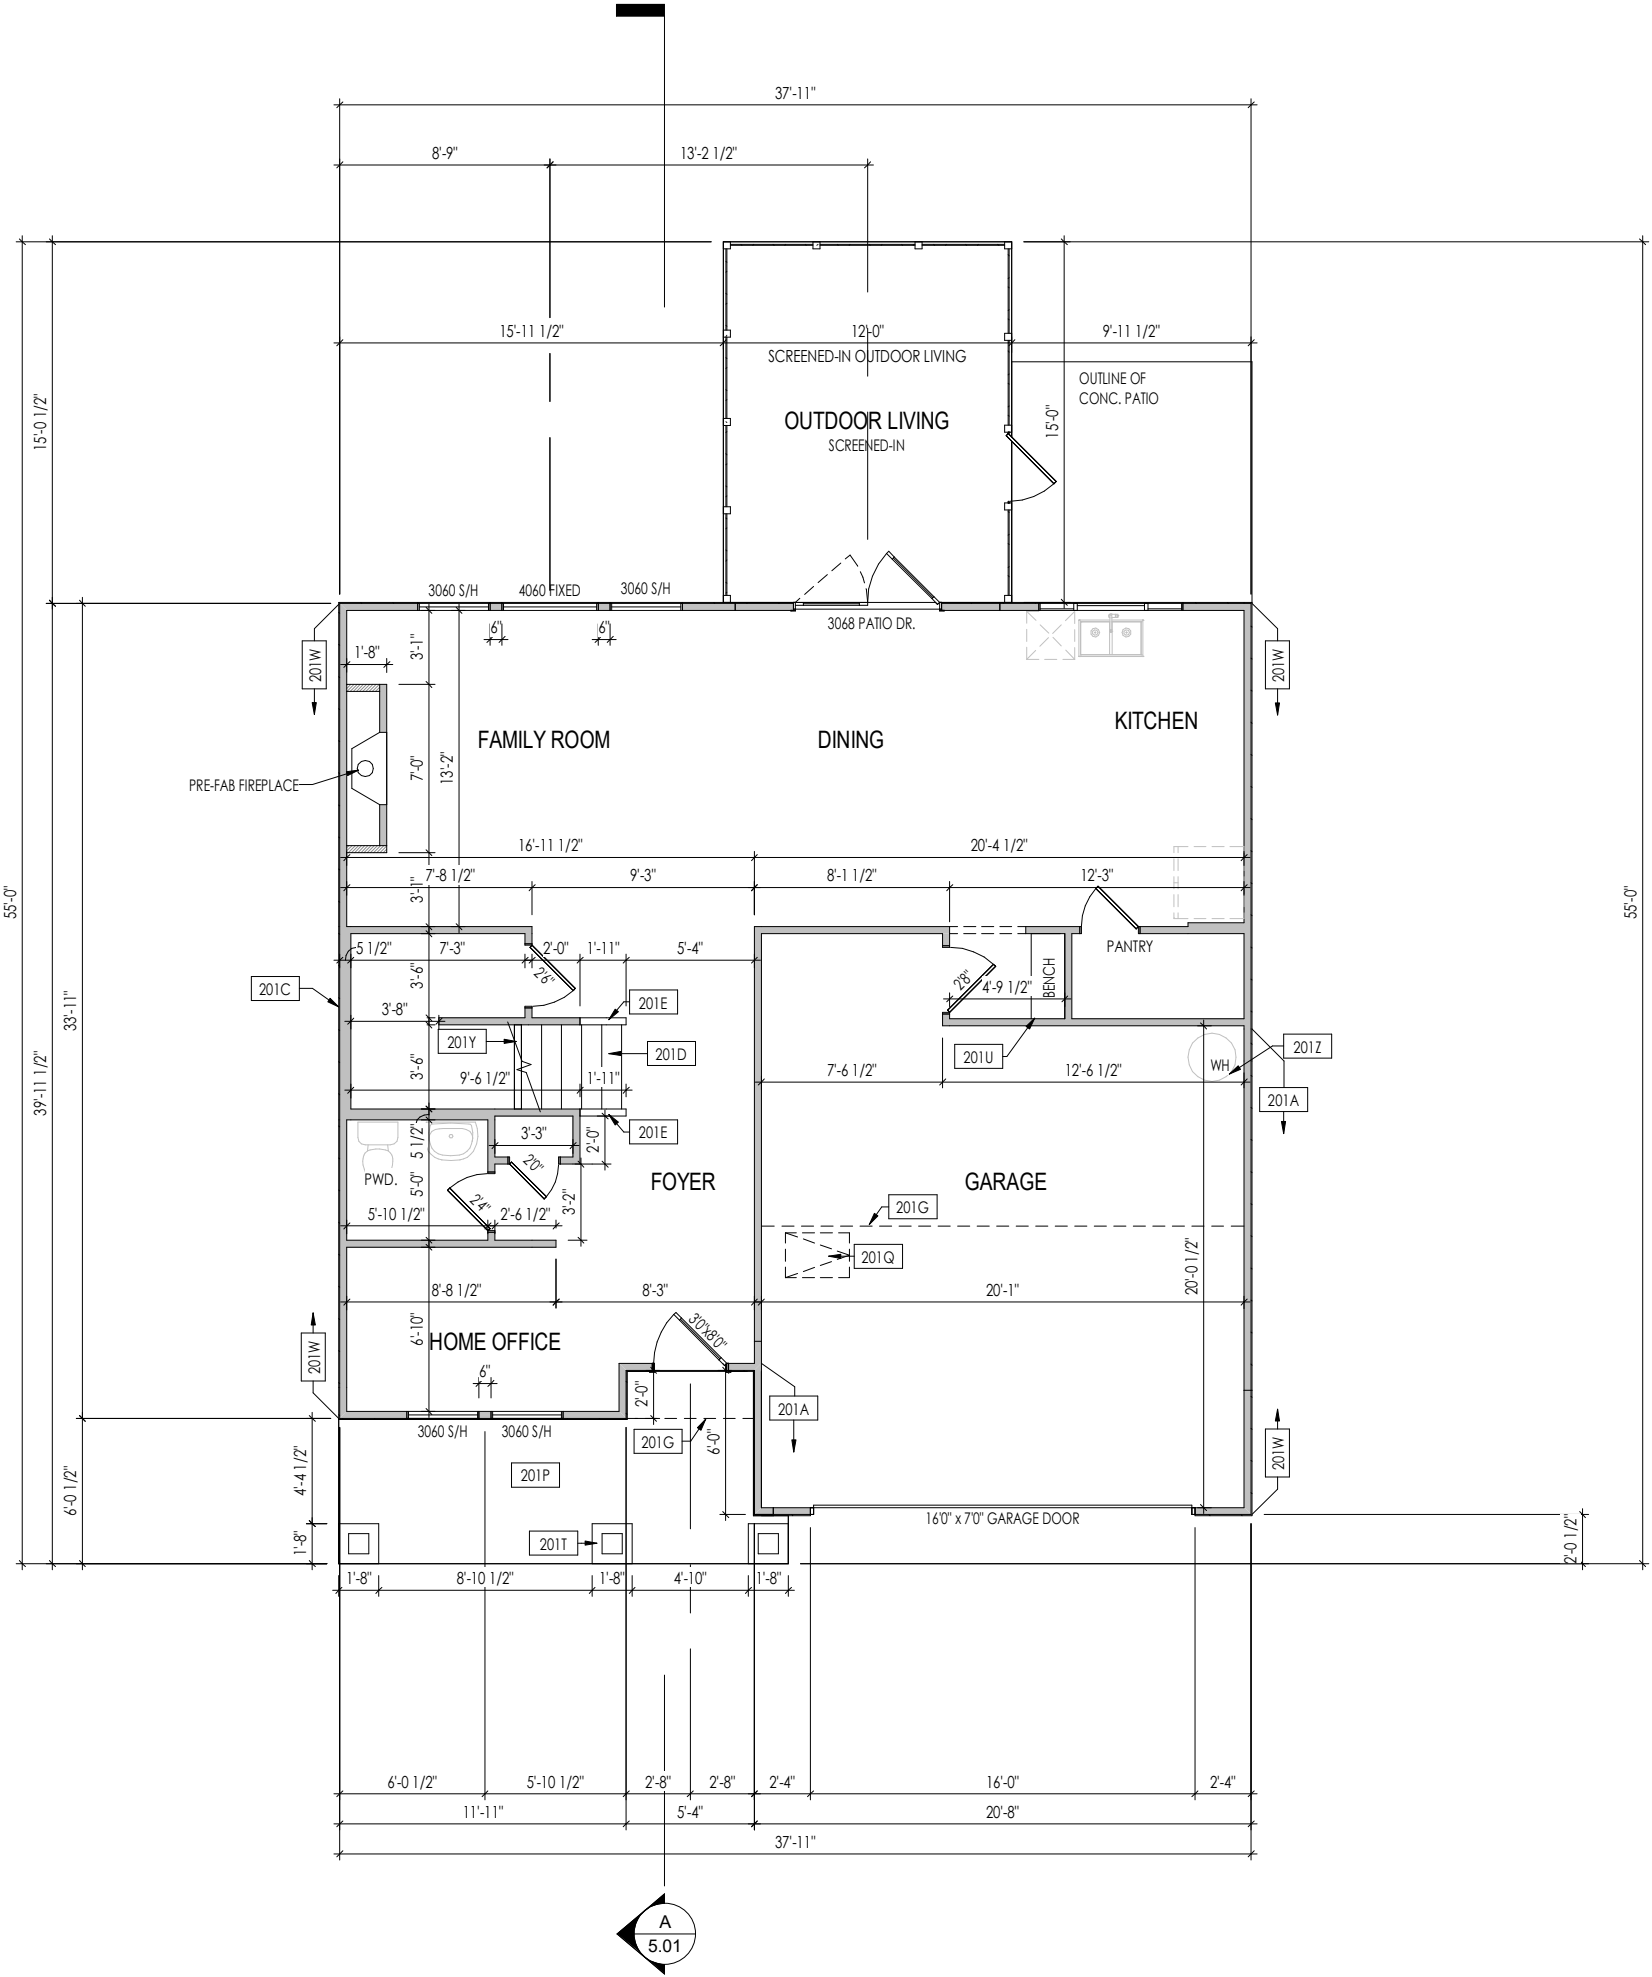 37'-11"
8'-9"
13'-2 1/2"
15'-11 1/2"
12'-0"
9'-11 1/2"
SCREENED-IN OUTDOOR LIVING
OUTLINE OF
CONC. PATIO
OUTDOOR LIVING
SCREENED-IN
15'-0"
15'-0 1/2"
3060 S/H
4060 FIXED
3060 S/H
6"
6"
3068 PATIO DR.
1'-8"
3'-1"
201W
201W
FAMILY ROOM
DINING
KITCHEN
PRE-FAB FIREPLACE
7'-0"
13'-2"
16'-11 1/2"
20'-4 1/2"
7'-8 1/2"
9'-3"
8'-1 1/2"
12'-3"
3'-1"
55'-0"
55'-0"
5 1/2"
7'-3"
2'-0"
1'-11"
5'-4"
PANTRY
2'6"
2'8"
4'-9 1/2"
BENCH
3'-6"
201C
3'-8"
201E
201Y
201D
201U
WH
201Z
33'-11"
39'-11 1/2"
3'-6"
9'-6 1/2"
1'-11"
7'-6 1/2"
12'-6 1/2"
201A
201E
5 1/2"
3'-3"
2'-0"
PWD.
5'-0"
2'0"
FOYER
GARAGE
2'4"
3'-2"
5'-10 1/2"
2'-6 1/2"
201G
201Q
20'-0 1/2"
8'-8 1/2"
8'-3"
20'-1"
6'-10"
HOME OFFICE
3'0"x8'0"
201W
6"
2'-0"
201A
3060 S/H
3060 S/H
201G
6'-0"
201W
201P
4'-4 1/2"
6'-0 1/2"
16'0" x 7'0" GARAGE DOOR
2'-0 1/2"
201T
1'-8"
1'-8"
8'-10 1/2"
1'-8"
4'-10"
1'-8"
6'-0 1/2"
5'-10 1/2"
2'-8"
2'-8"
2'-4"
16'-0"
2'-4"
11'-11"
5'-4"
20'-8"
37'-11"
A
5.01